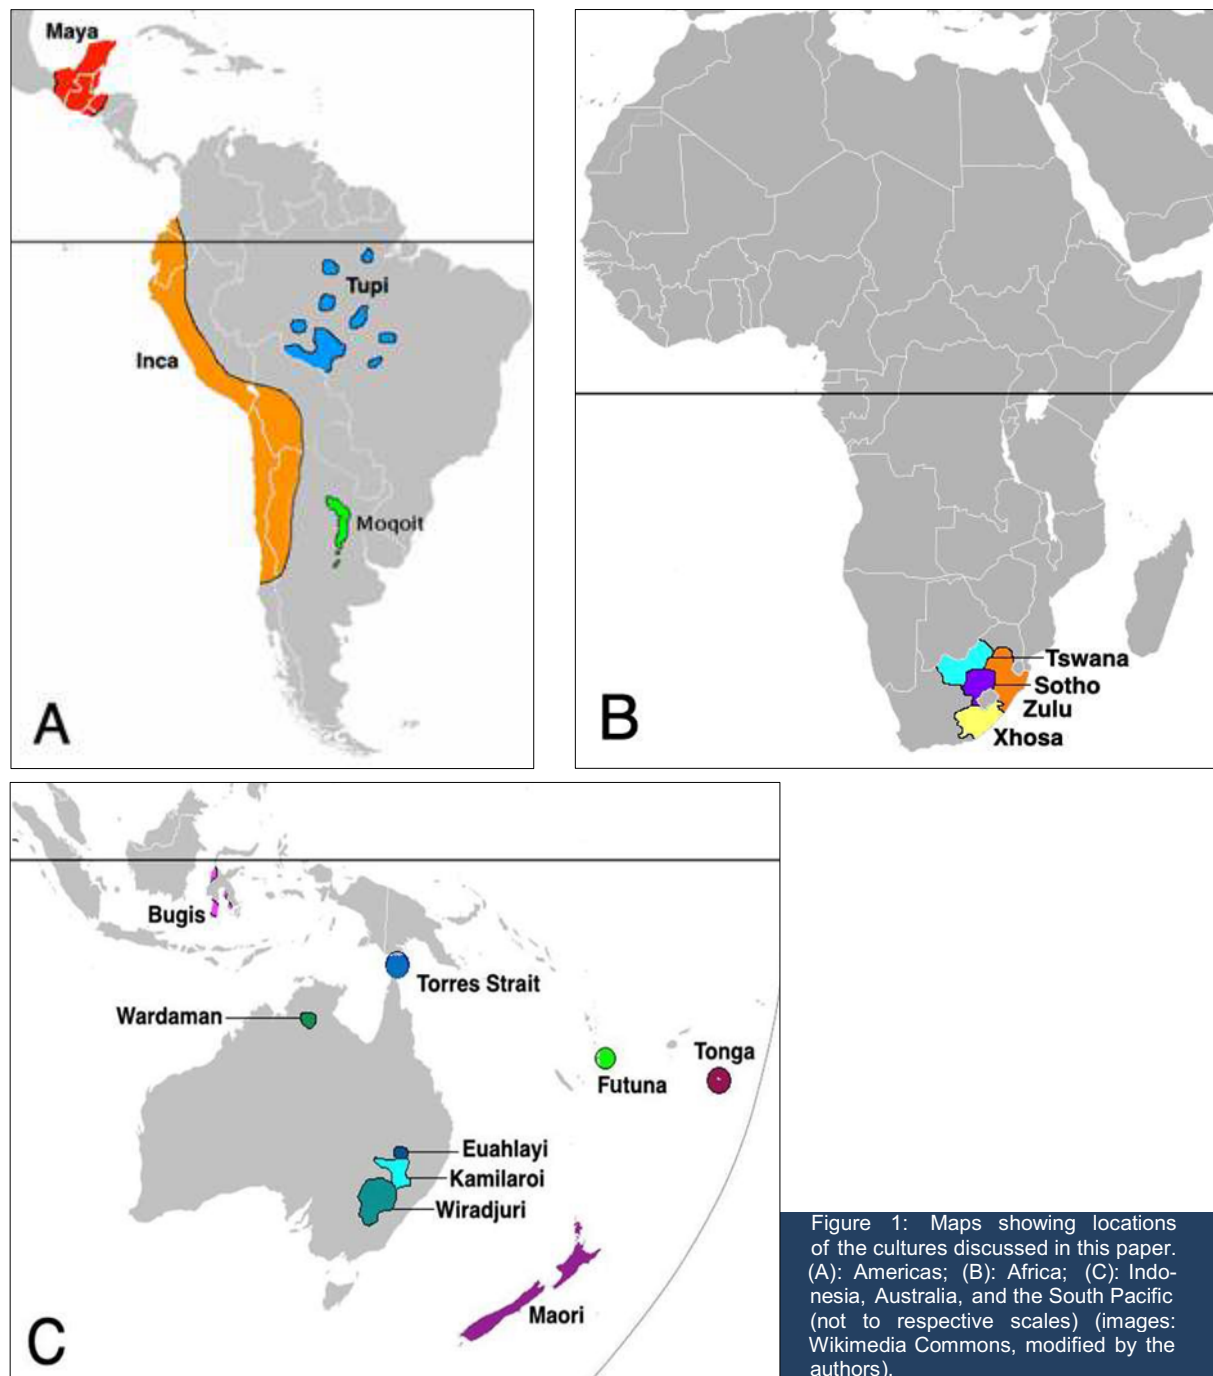 Maya
Tupi
Inca
Moqoit
A
Tswana
Sotho
Zulu
Xhosa
B
Bugis
Torres Strait
Wardaman
Tonga
Futuna
Euahlayi
Kamilaroi
Wiradjuri
Maori
C
Figure 1: Maps showing locations
of the cultures discussed in this paper.
(A): Americas; (B): Africa; (C): Indo-
nesia, Australia, and the South Pacific
(not to respective scales) (images:
Wikimedia Commons, modified by the
authors).